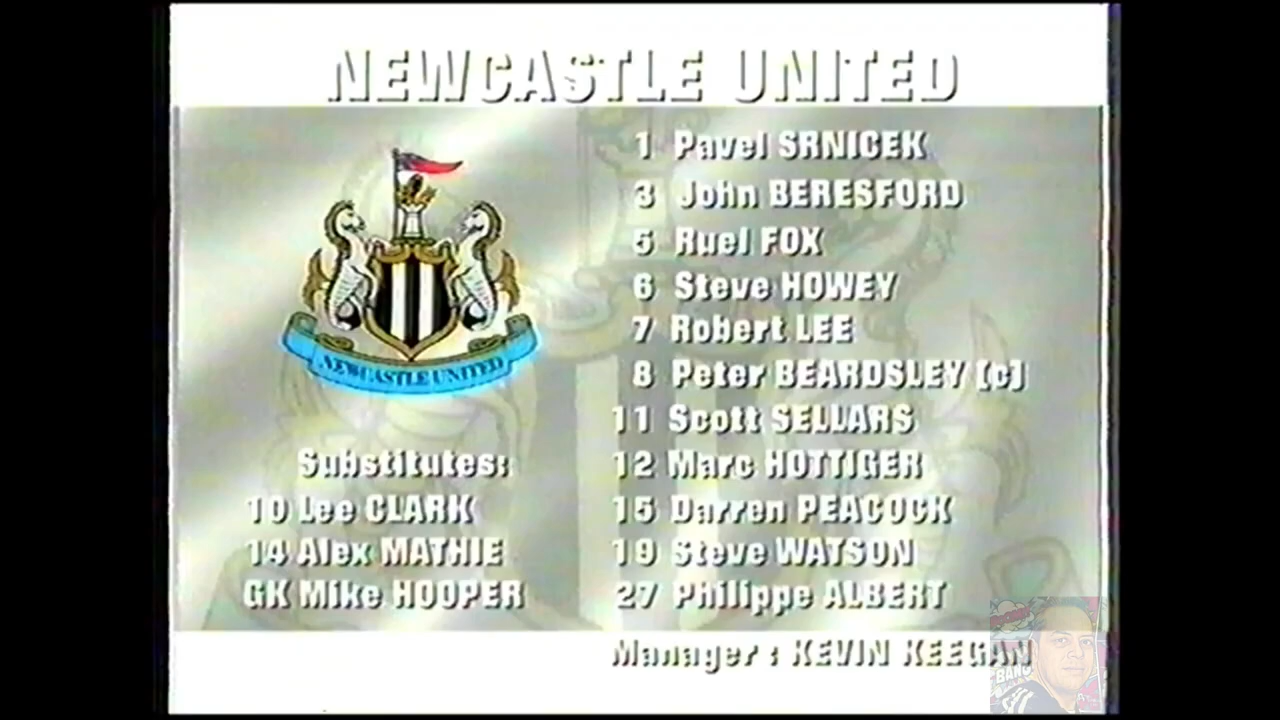 NEWCASTLE UNITED
NEWCASTLE UNITED
1 Pavel SRNICEK
3 John BERESFORD
5 Ruel FOX
6 Steve HOWEY
7 Robert LEE
8 Peter BEARDSLEY [c]
11 Scott SELLARS
12 Marc HOTTIGER
15 Darren PEACOCK
19 Steve WATSON
27 Philippe ALBERT
Substitutes:
10 Lee CLARK
14 Alex MATHIE
GK Mike HOOPER
Manager : KEVIN KEEGAN
BANG